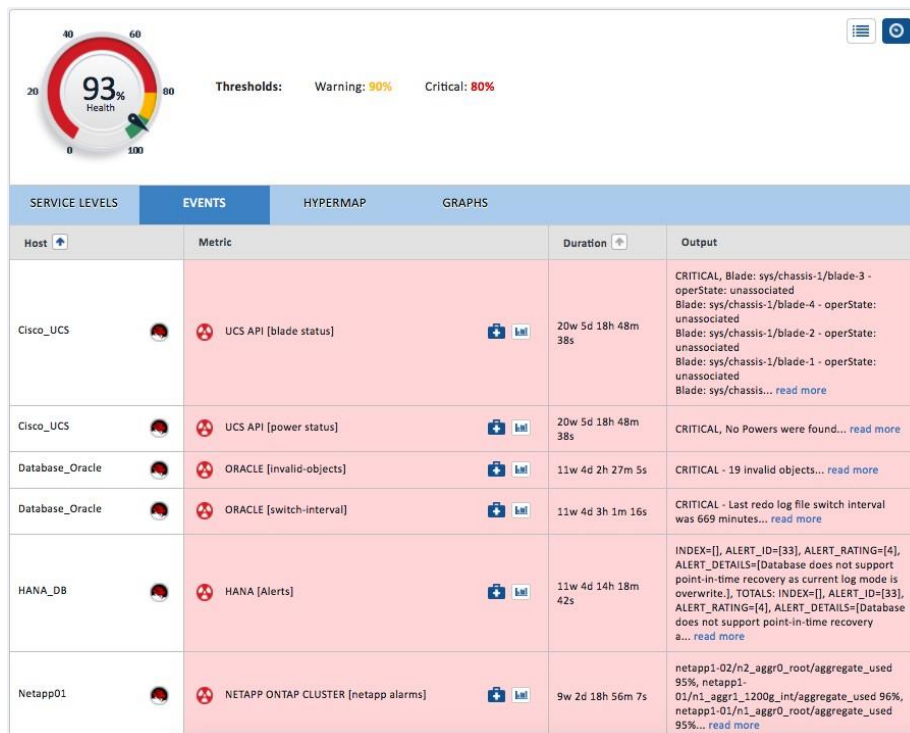 40
60
20
80
93%
Health
0
100
Thresholds:
Warning: 90%
Critical: 80%
SERVICE LEVELS
EVENTS
HYPERMAP
GRAPHS
Host
Metric
Duration
Output
Cisco_UCS
UCS API [blade status]
20w 5d 18h 48m
38s
CRITICAL, Blade: sys/chassis-1/blade-3 -
operState: unassociated
Blade: sys/chassis-1/blade-4 - operState:
unassociated
Blade: sys/chassis-1/blade-2 - operState:
unassociated
Blade: sys/chassis-1/blade-1 - operState:
unassociated
Blade: sys/chassis... read more
Cisco_UCS
UCS API [power status]
20w 5d 18h 48m
38s
CRITICAL, No Powers were found... read more
Database_Oracle
ORACLE [invalid-objects]
11w 4d 2h 27m 5s
CRITICAL - 19 invalid objects... read more
Database_Oracle
ORACLE [switch-interval]
11w 4d 3h 1m 16s
CRITICAL - Last redo log file switch interval
was 669 minutes... read more
HANA_DB
HANA [Alerts]
11w 4d 14h 18m
42s
INDEX=[], ALERT_ID=[33], ALERT_RATING=[4],
ALERT_DETAILS=[Database does not support
point-in-time recovery as current log mode is
overwrite.], TOTALS: INDEX=[], ALERT_ID=[33],
ALERT_RATING=[4], ALERT_DETAILS=[Database
does not support point-in-time recovery
a... read more
Netapp01
NETAPP ONTAP CLUSTER [netapp alarms]
9w 2d 18h 56m 7s
netapp1-02/n2_aggr0_root/aggregate_used
95%, netapp1-
01/n1_aggr1_1200g_int/aggregate_used 96%,
netapp1-01/n1_aggr0_root/aggregate_used
95%... read more